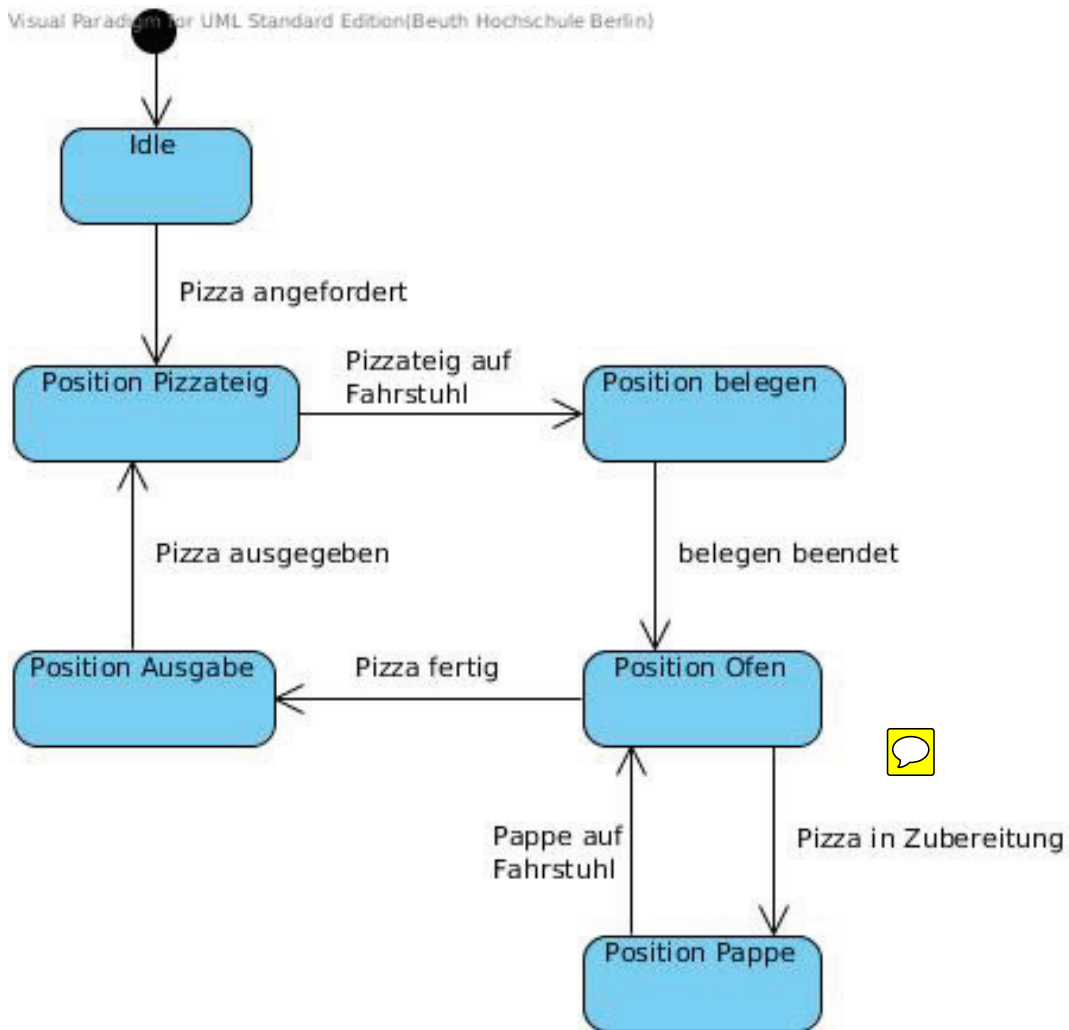 Visual Paradigm for UML Standard Edition(Beuth Hochschule Berlin)
Idle
Pizza angefordert
Position Pizzateig
Pizzateig auf
Fahrstuhl
Position belegen
Pizza ausgegeben
belegen beendet
Position Ausgabe
Pizza fertig
Position Ofen
Pappe auf
Fahrstuhl
Pizza in Zubereitung
Position Pappe